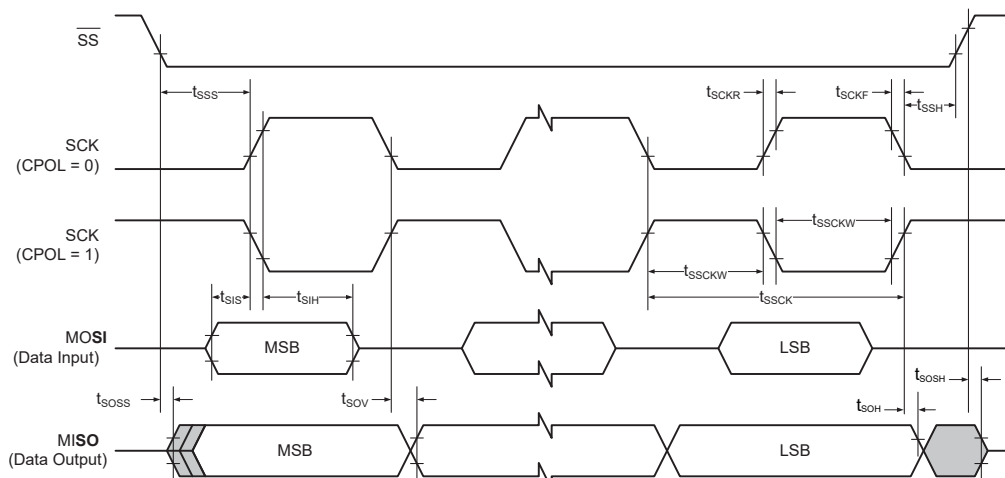 SS
tSSS
tSCKR
tSCKF
tSSH
SCK
(CPOL = 0)
SCK
(CPOL = 1)
tSSCKW
tSSCKW
tSIS
tSIH
tSSCK
MOSI
(Data Input)
MSB
LSB
tSOSS
tSOV
tSOH
tSOSH
MISO
(Data Output)
MSB
LSB